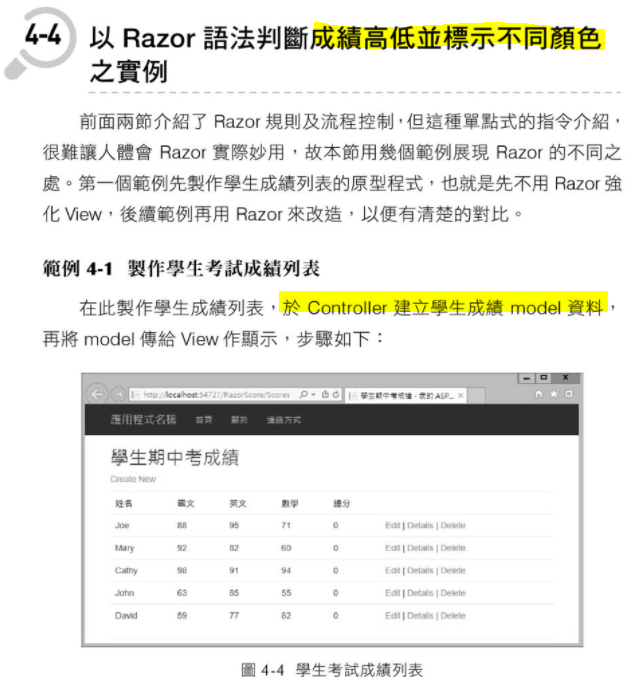 4-4 以 Razor 語法判斷成績高低並標示不同顏色
之實例
前面兩節介紹了 Razor 規則及流程控制,但這種單點式的指令介紹,
很難讓人體會 Razor 實際妙用,故本節用幾個範例展現 Razor 的不同之
處。第一個範例先製作學生成績列表的原型程式,也就是先不用 Razor 強
化 View,後續範例再用 Razor 來改造,以便有清楚的對比。
範例 4-1 製作學生考試成績列表
在此製作學生成績列表,於 Controller 建立學生成績 model 資料,
再將 model 傳給 View 作顯示,步驟如下:
http://localhost:54727/RazorScore/Scores 學生期中考成績 - 我的 ASP...
應用程式名稱 首頁 關於 連絡方式
學生期中考成績
Create New
姓名 國文 英文 數學 總分
Joe 88 95 71 0 Edit | Details | Delete
Mary 92 82 60 0 Edit | Details | Delete
Cathy 98 91 94 0 Edit | Details | Delete
John 63 85 55 0 Edit | Details | Delete
David 59 77 82 0 Edit | Details | Delete
圖 4-4 學生考試成績列表